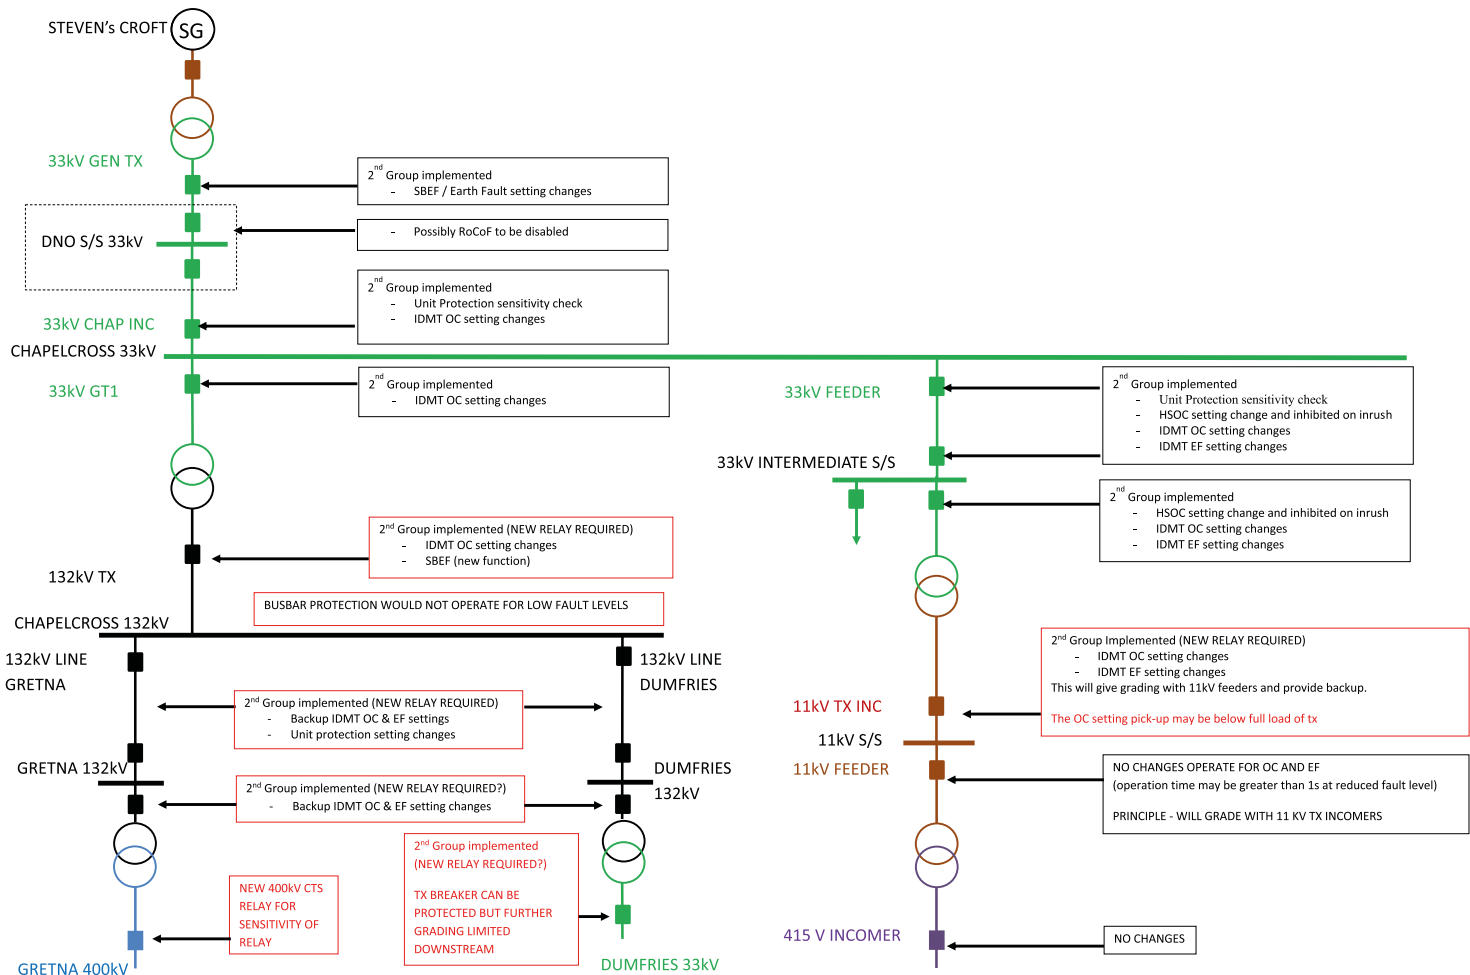 STEVEN's CROFT
SG
33kV GEN TX
2nd Group implemented
- SBEF / Earth Fault setting changes
DNO S/S 33kV
- Possibly RoCoF to be disabled
2nd Group implemented
- Unit Protection sensitivity check
- IDMT OC setting changes
33kV CHAP INC
CHAPELCROSS 33kV
33kV GT1
2nd Group implemented
- IDMT OC setting changes
33kV FEEDER
2nd Group implemented
- Unit Protection sensitivity check
- HSOC setting change and inhibited on inrush
- IDMT OC setting changes
- IDMT EF setting changes
33kV INTERMEDIATE S/S
2nd Group implemented
- HSOC setting change and inhibited on inrush
- IDMT OC setting changes
- IDMT EF setting changes
2nd Group implemented (NEW RELAY REQUIRED)
- IDMT OC setting changes
- SBEF (new function)
132kV TX
BUSBAR PROTECTION WOULD NOT OPERATE FOR LOW FAULT LEVELS
CHAPELCROSS 132kV
132kV LINE
GRETNA
132kV LINE
DUMFRIES
2nd Group implemented (NEW RELAY REQUIRED)
- Backup IDMT OC & EF settings
- Unit protection setting changes
2nd Group Implemented (NEW RELAY REQUIRED)
- IDMT OC setting changes
- IDMT EF setting changes
This will give grading with 11kV feeders and provide backup.
The OC setting pick-up may be below full load of tx
11kV TX INC
11kV S/S
11kV FEEDER
GRETNA 132kV
DUMFRIES
132kV
2nd Group implemented (NEW RELAY REQUIRED?)
- Backup IDMT OC & EF setting changes
NO CHANGES OPERATE FOR OC AND EF
(operation time may be greater than 1s at reduced fault level)
PRINCIPLE - WILL GRADE WITH 11 KV TX INCOMERS
2nd Group implemented
(NEW RELAY REQUIRED?)
TX BREAKER CAN BE
PROTECTED BUT FURTHER
GRADING LIMITED
DOWNSTREAM
NEW 400kV CTS
RELAY FOR
SENSITIVITY OF
RELAY
415 V INCOMER
NO CHANGES
GRETNA 400kV
DUMFRIES 33kV